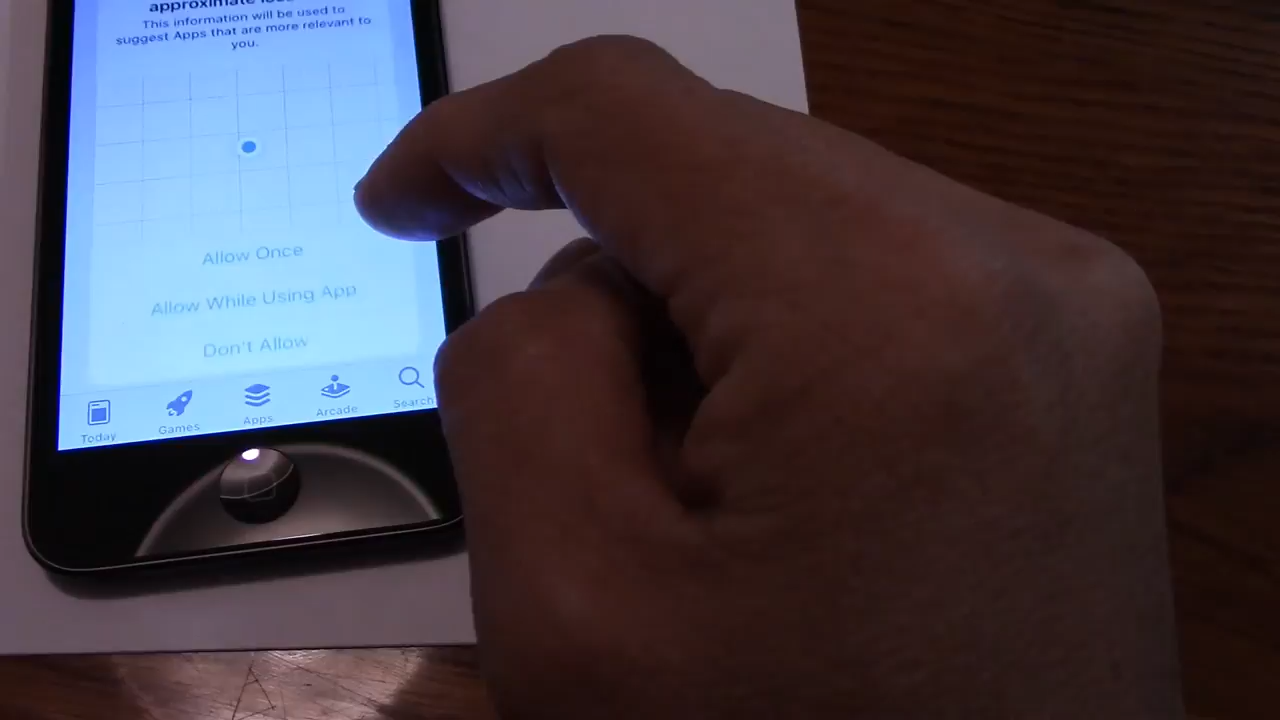 approximate
This information will be used to
suggest Apps that are more relevant to
you.
Allow Once
Allow While Using App
Don't Allow
Today
Games
Apps
Arcade
Search